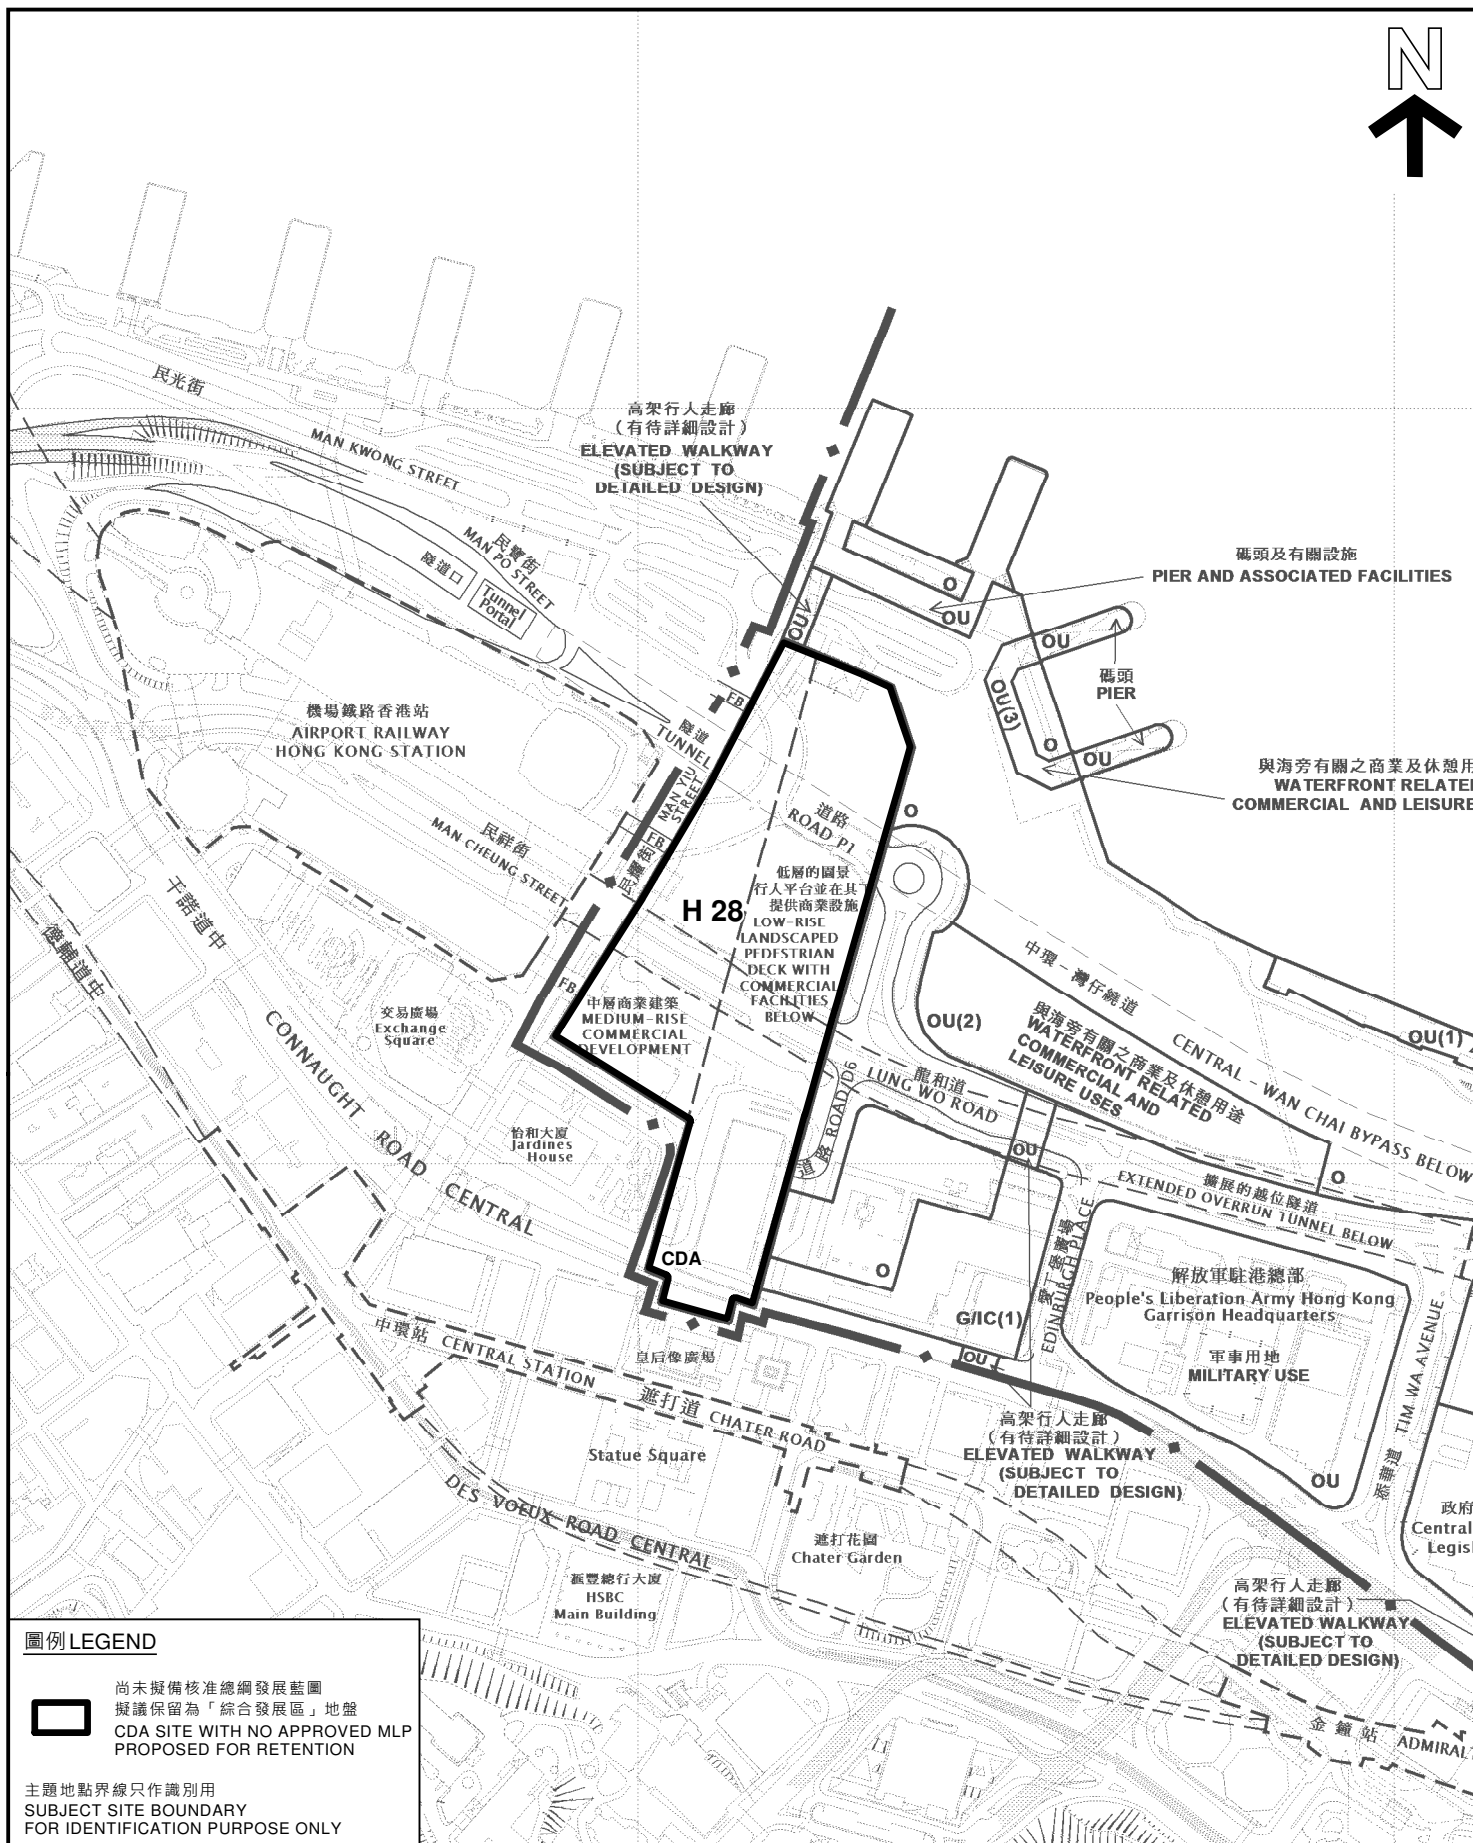 N
民光街
MAN KWONG STREET
高架行人走廊
（有待詳細設計）
ELEVATED WALKWAY
(SUBJECT TO
DETAILED DESIGN)
民寶街
MAN PO STREET
隧道口
Tunnel
Portal
碼頭及有關設施
PIER AND ASSOCIATED FACILITIES
O
OU
OU
OU
碼頭
PIER
OU(3)
O
OU
與海旁有關之商業及休憩用
WATERFRONT RELATE
COMMERCIAL AND LEISURE
機場鐵路香港站
AIRPORT RAILWAY
HONG KONG STATION
FB
隧道
TUNNEL
MAN YIU
STREET
民耀街
FB
民祥街
MAN CHEUNG STREET
道路
ROAD P1
O
低層的園景
行人平台並在其下
提供商業設施
LOW-RISE
LANDSCAPED
PEDESTRIAN
DECK WITH
COMMERCIAL
FACILITIES
BELOW
H 28
干諾道中
CONNAUGHT ROAD CENTRAL
德輔道中
FB
中層商業建築
MEDIUM-RISE
COMMERCIAL
DEVELOPMENT
交易廣場
Exchange
Square
OU(2)
中環 - 灣仔繞道
CENTRAL - WAN CHAI BYPASS BELOW
OU(1)
與海旁有關之商業及休憩用途
WATERFRONT RELATED
COMMERCIAL AND
LEISURE USES
龍和道
LUNG WO ROAD
道路 ROAD D6
怡和大廈
Jardines
House
OU
O
擴展的越位隧道
EXTENDED OVERRUN TUNNEL BELOW
愛丁堡廣場
EDINBURGH PLACE
CDA
O
解放軍駐港總部
People's Liberation Army Hong Kong
Garrison Headquarters
軍事用地
MILITARY USE
G/IC(1)
OU
中環站 CENTRAL STATION
皇后像廣場
Statue Square
遮打道 CHATER ROAD
高架行人走廊
（有待詳細設計）
ELEVATED WALKWAY
(SUBJECT TO
DETAILED DESIGN)
OU
添華道 TIM WA AVENUE
政府
Central
Legis
DES VOEUX ROAD CENTRAL
遮打花園
Chater Garden
滙豐總行大廈
HSBC
Main Building
高架行人走廊
（有待詳細設計）
ELEVATED WALKWAY
(SUBJECT TO
DETAILED DESIGN)
金鐘站 ADMIRAL
圖例 LEGEND
尚未擬備核准總綱發展藍圖
擬議保留為「綜合發展區」地盤
CDA SITE WITH NO APPROVED MLP
PROPOSED FOR RETENTION
主題地點界線只作識別用
SUBJECT SITE BOUNDARY
FOR IDENTIFICATION PURPOSE ONLY